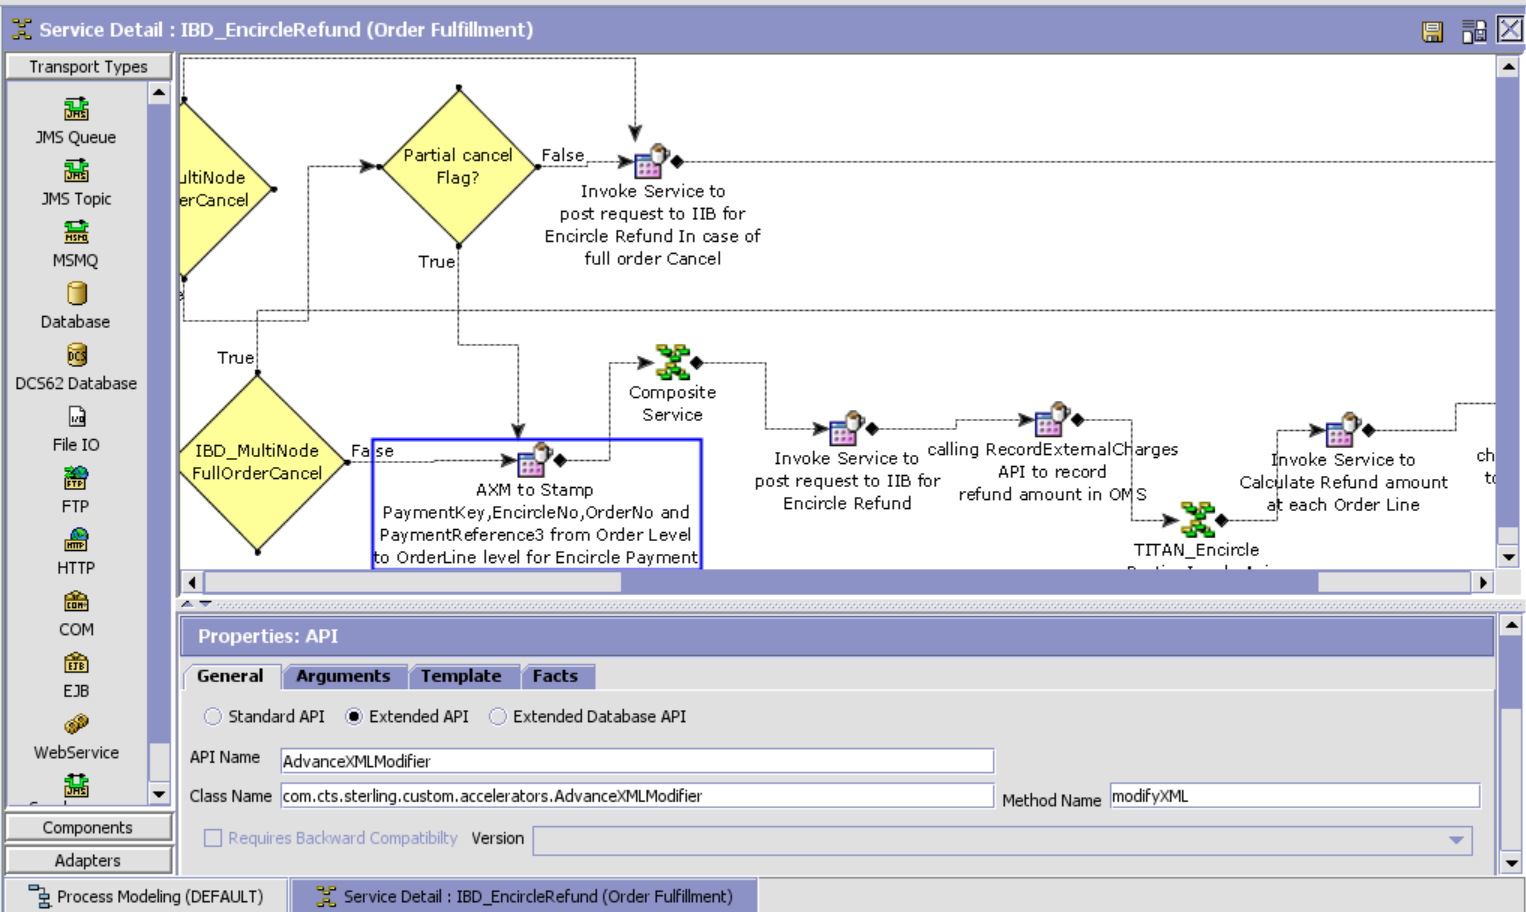 Service Detail : IBD_EncircleRefund (Order Fulfillment)
Transport Types
JMS Queue
JMS Topic
MSMQ
Database
DCS62 Database
File IO
FTP
HTTP
COM
EJB
WebService
Components
Adapters
ultiNode
erCancel
Partial cancel
Flag?
False
True
Invoke Service to
post request to IIB for
Encircle Refund In case of
full order Cancel
True
IBD_MultiNode
FullOrderCancel
False
AXM to Stamp
PaymentKey,EncircleNo,OrderNo and
PaymentReference3 from Order Level
to OrderLine level for Encircle Payment
Composite
Service
Invoke Service to
post request to IIB for
Encircle Refund
calling RecordExternalCharges
API to record
refund amount in OMS
TITAN_Encircle
Invoke Service to
Calculate Refund amount
at each Order Line
ch
to
Properties: API
General
Arguments
Template
Facts
Standard API
Extended API
Extended Database API
API Name
AdvanceXMLModifier
Class Name
com.cts.sterling.custom.accelerators.AdvanceXMLModifier
Method Name
modifyXML
Requires Backward Compatibilty
Version
Process Modeling (DEFAULT)
Service Detail : IBD_EncircleRefund (Order Fulfillment)